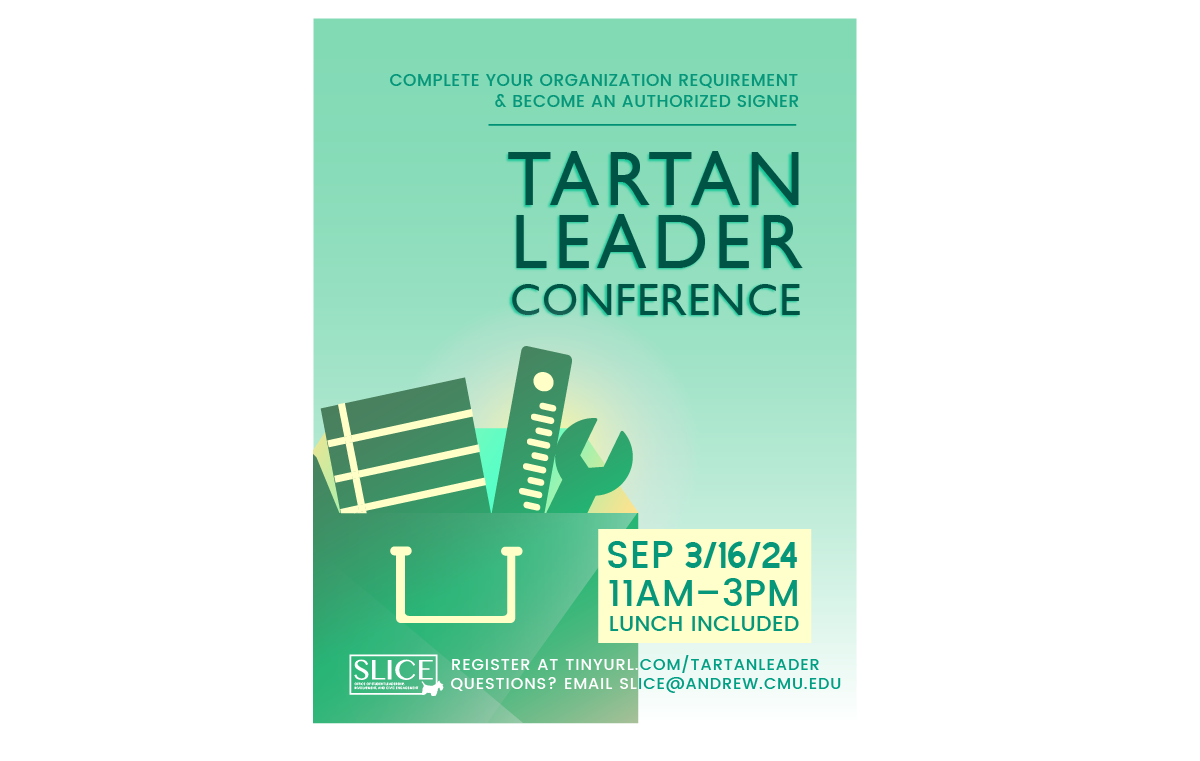 COMPLETE YOUR ORGANIZATION REQUIREMENT
& BECOME AN AUTHORIZED SIGNER
TARTAN
LEADER
CONFERENCE
SEP 3/16/24
11AM–3PM
LUNCH INCLUDED
SLICE
REGISTER AT TINYURL.COM/TARTANLEADER
QUESTIONS? EMAIL SLICE@ANDREW.CMU.EDU